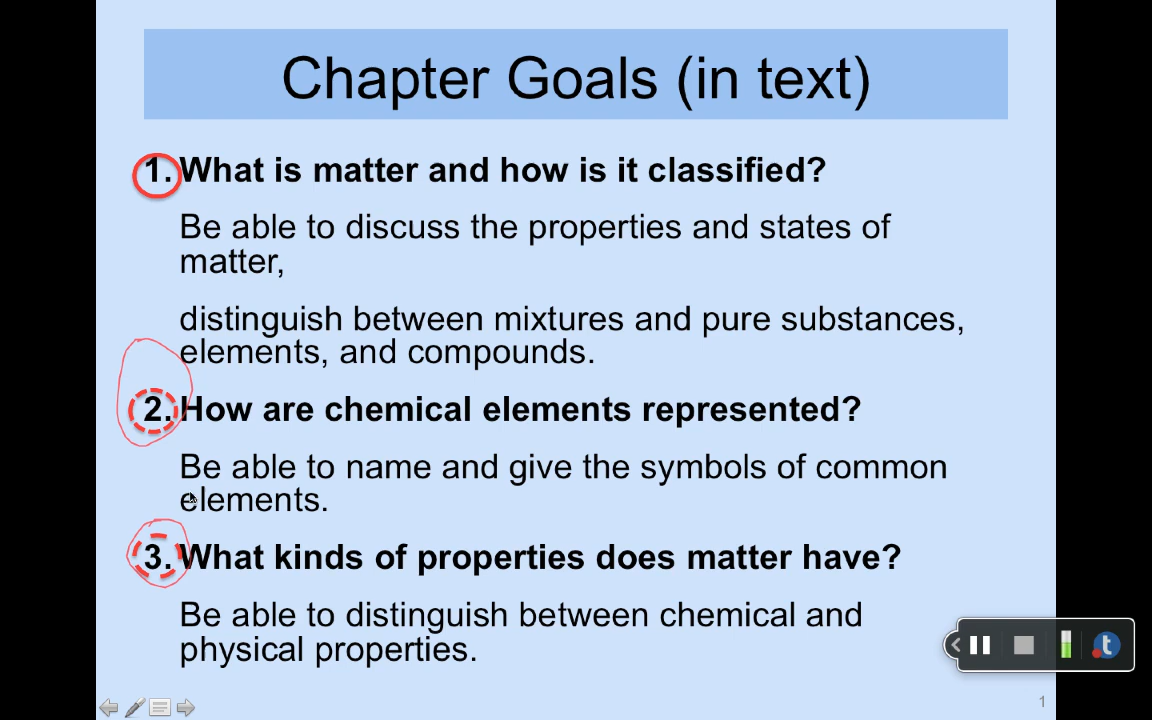 Chapter Goals (in text)
1. What is matter and how is it classified?
Be able to discuss the properties and states of
matter,
distinguish between mixtures and pure substances,
elements, and compounds.
2. How are chemical elements represented?
Be able to name and give the symbols of common
elements.
3. What kinds of properties does matter have?
Be able to distinguish between chemical and
physical properties.
t
1